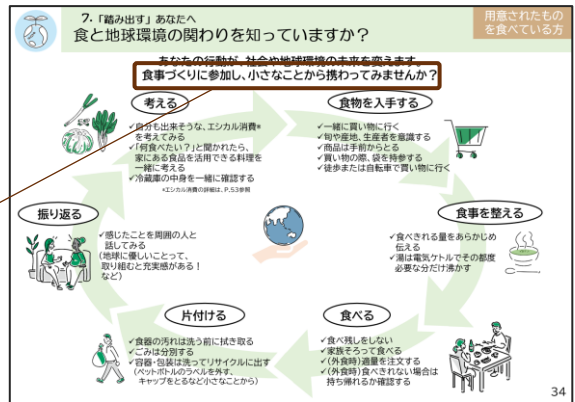 7.「踏み出す」あなたへ
食と地球環境の関わりを知っていますか？
用意されたもの
を食べている方
あなたの行動が、社会や地球環境の未来を変えます。
食事づくりに参加し、小さなことから携わってみませんか？
考える
✓自分も出来そうな、エシカル消費*
を考えてみる
✓「何食べたい？」と聞かれたら、
家にある食品を活用できる料理を
一緒に考える
✓冷蔵庫の中身を一緒に確認する
*エシカル消費の詳細は、P.53参照
食物を入手する
✓一緒に買い物に行く
✓旬や産地、生産者を意識する
✓商品は手前からとる
✓買い物の際、袋を持参する
✓徒歩または自転車で買い物に行く
食事を整える
✓食べきれる量をあらかじめ
伝える
✓湯は電気ケトルでその都度
必要な分だけ沸かす
食べる
✓食べ残しをしない
✓家族そろって食べる
✓(外食時)適量を注文する
✓(外食時)食べきれない場合は
持ち帰れるか確認する
片付ける
✓食器の汚れは洗う前に拭き取る
✓ごみは分別する
✓容器・包装は洗ってリサイクルに出す
(ペットボトルのラベルを外す、
キャップをとるなど小さなことから)
振り返る
✓感じたことを周囲の人と
話してみる
(地球に優しいことって、
取り組むと充実感がある！
など)
34